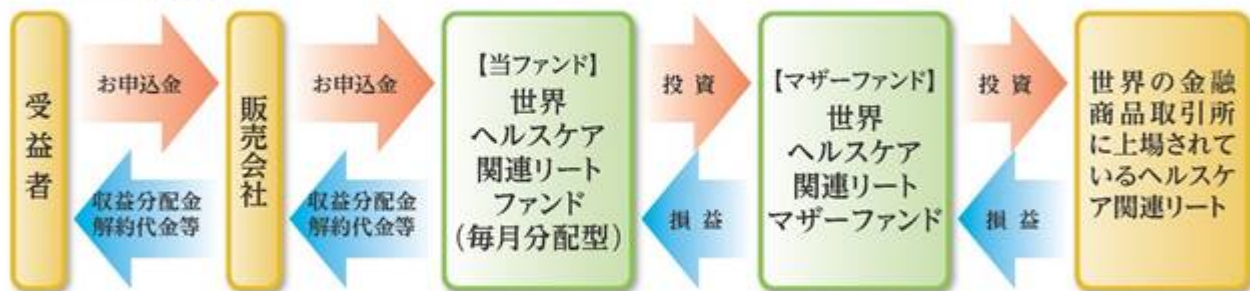 受益者
お申込金
収益分配金
解約代金等
販売会社
お申込金
収益分配金
解約代金等
【当ファンド】
世界
ヘルスケア
関連リート
ファンド
(毎月分配型)
投資
損益
【マザーファンド】
世界
ヘルスケア
関連リート
マザーファンド
投資
損益
世界の金融
商品取引所
に上場されて
いるヘルスケ
ア関連リート